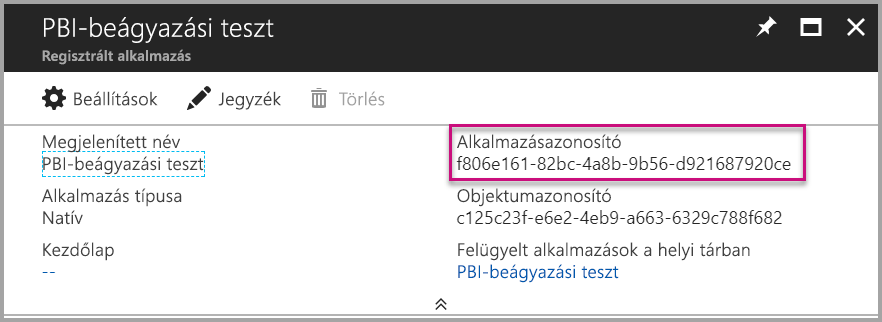 PBI-beágyazási teszt
Regisztrált alkalmazás
Beállítások
Jegyzék
Törlés
Megjelenített név
PBI-beágyazási teszt
Alkalmazásazonosító
f806e161-82bc-4a8b-9b56-d921687920ce
Alkalmazás típusa
Natív
Objektumazonosító
c125c23f-e6e2-4eb9-a663-6329c788f682
Kezdőlap
--
Felügyelt alkalmazások a helyi tárban
PBI-beágyazási teszt